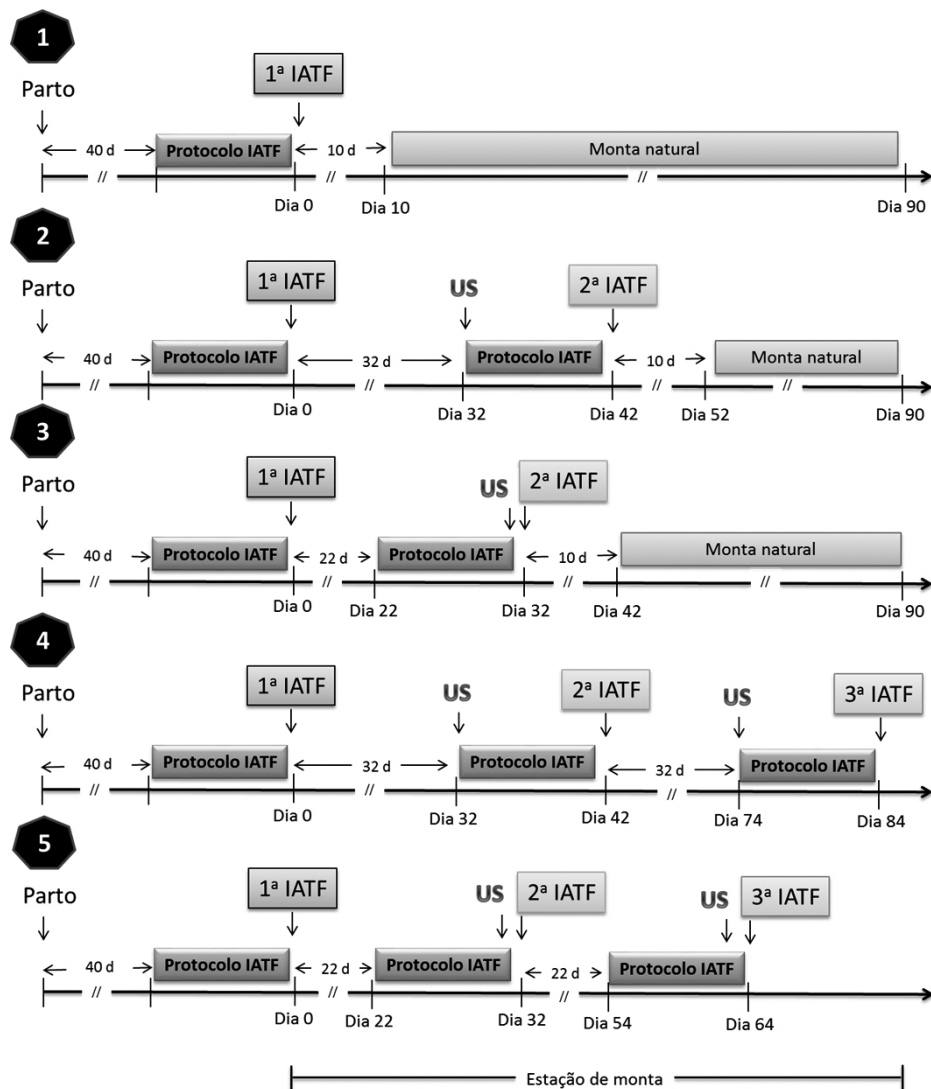 1
Parto
1ª IATF
40 d
Protocolo IATF
10 d
Monta natural
//
//
//
Dia 0
Dia 10
Dia 90
2
Parto
1ª IATF
US
2ª IATF
40 d
Protocolo IATF
32 d
Protocolo IATF
10 d
Monta natural
//
//
//
//
Dia 0
Dia 32
Dia 42
Dia 52
Dia 90
3
Parto
1ª IATF
US
2ª IATF
40 d
Protocolo IATF
22 d
Protocolo IATF
10 d
Monta natural
//
//
//
//
Dia 0
Dia 22
Dia 32
Dia 42
Dia 90
4
Parto
1ª IATF
US
2ª IATF
US
3ª IATF
40 d
Protocolo IATF
32 d
Protocolo IATF
32 d
Protocolo IATF
//
//
//
Dia 0
Dia 32
Dia 42
Dia 74
Dia 84
5
Parto
1ª IATF
US
2ª IATF
US
3ª IATF
40 d
Protocolo IATF
22 d
Protocolo IATF
22 d
Protocolo IATF
//
//
//
Dia 0
Dia 22
Dia 32
Dia 54
Dia 64
Estação de monta